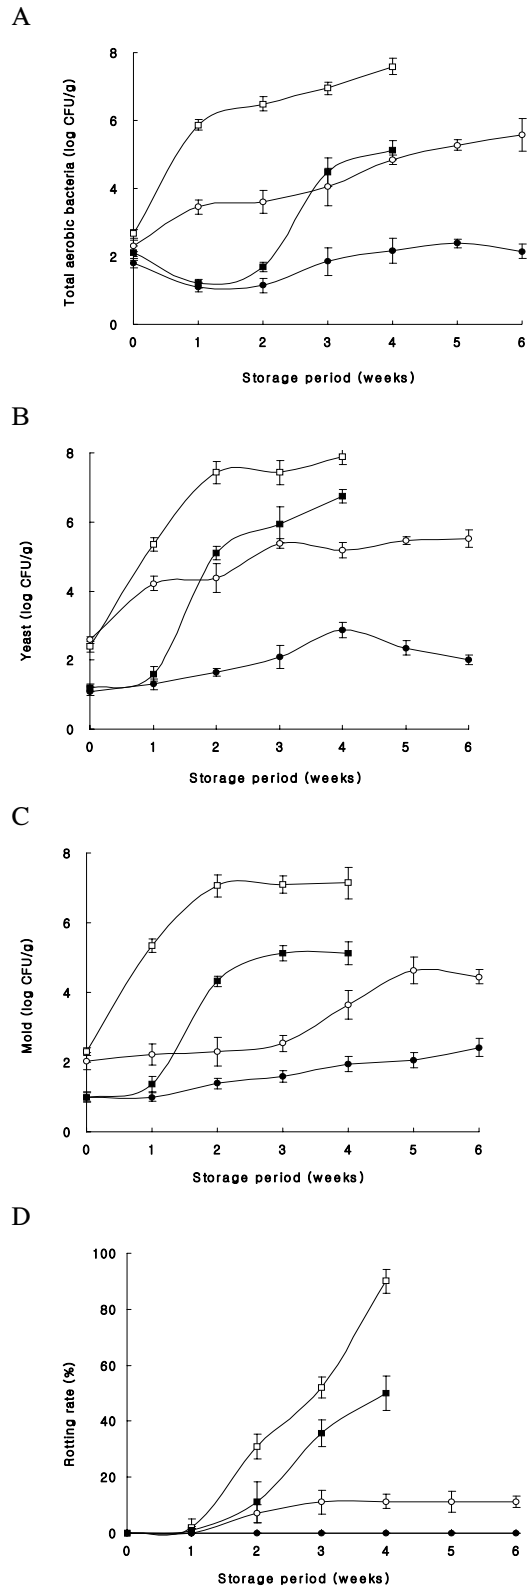 A
8
6
4
2
0
Total aerobic bacteria (log CFU/g)
0 1 2 3 4 5 6
Storage period (weeks)
B
8
6
4
2
0
Yeast (log CFU/g)
0 1 2 3 4 5 6
Storage period (weeks)
C
8
6
4
2
0
Mold (log CFU/g)
0 1 2 3 4 5 6
Storage period (weeks)
D
100
80
60
40
20
0
Rotting rate (%)
0 1 2 3 4 5 6
Storage period (weeks)